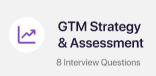 GTM Strategy
& Assessment
8 Interview Questions